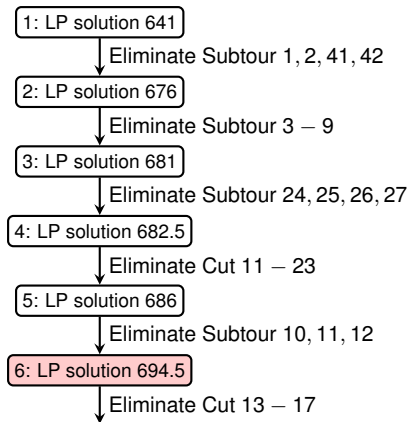 1: LP solution 641
Eliminate Subtour 1, 2, 41, 42
2: LP solution 676
Eliminate Subtour 3 − 9
3: LP solution 681
Eliminate Subtour 24, 25, 26, 27
4: LP solution 682.5
Eliminate Cut 11 − 23
5: LP solution 686
Eliminate Subtour 10, 11, 12
6: LP solution 694.5
Eliminate Cut 13 − 17